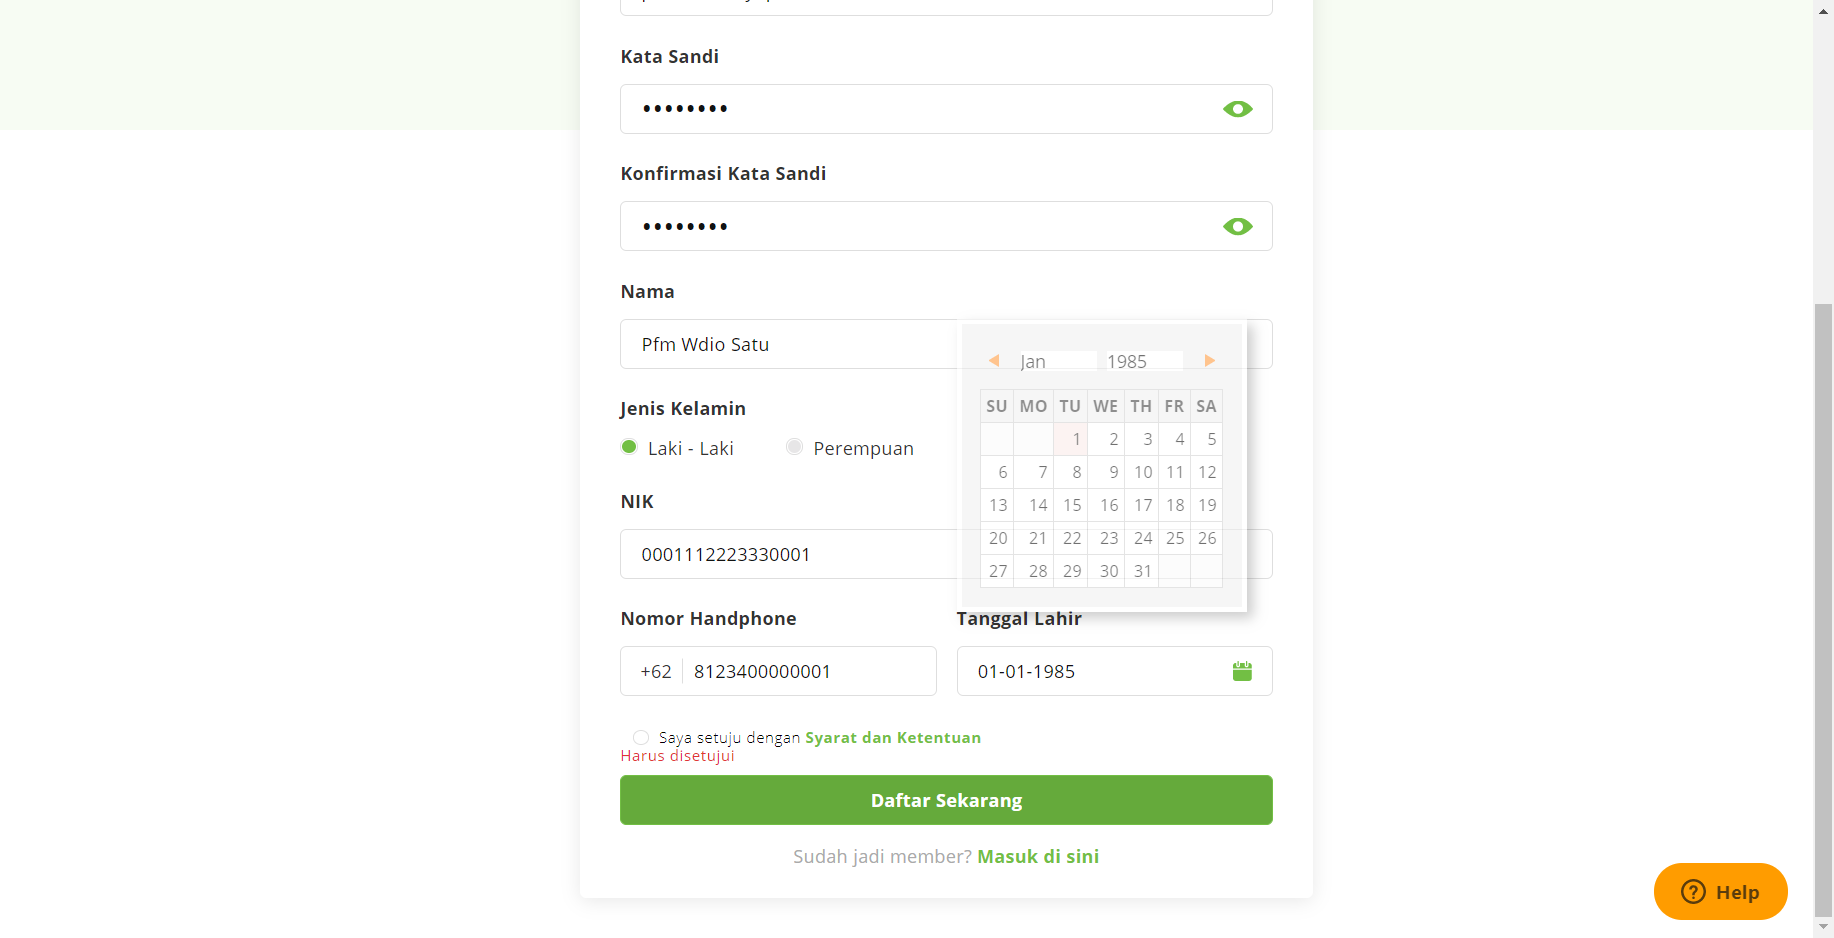 Kata Sandi
••••••••
Konfirmasi Kata Sandi
••••••••
Nama
Pfm Wdio Satu
Jan 1985
SU MO TU WE TH FR SA
1 2 3 4 5
6 7 8 9 10 11 12
13 14 15 16 17 18 19
20 21 22 23 24 25 26
27 28 29 30 31
Jenis Kelamin
Laki - Laki Perempuan
NIK
0001112223330001
Nomor Handphone Tanggal Lahir
+62 8123400000001 01-01-1985
Saya setuju dengan Syarat dan Ketentuan
Harus disetujui
Daftar Sekarang
Sudah jadi member? Masuk di sini
? Help